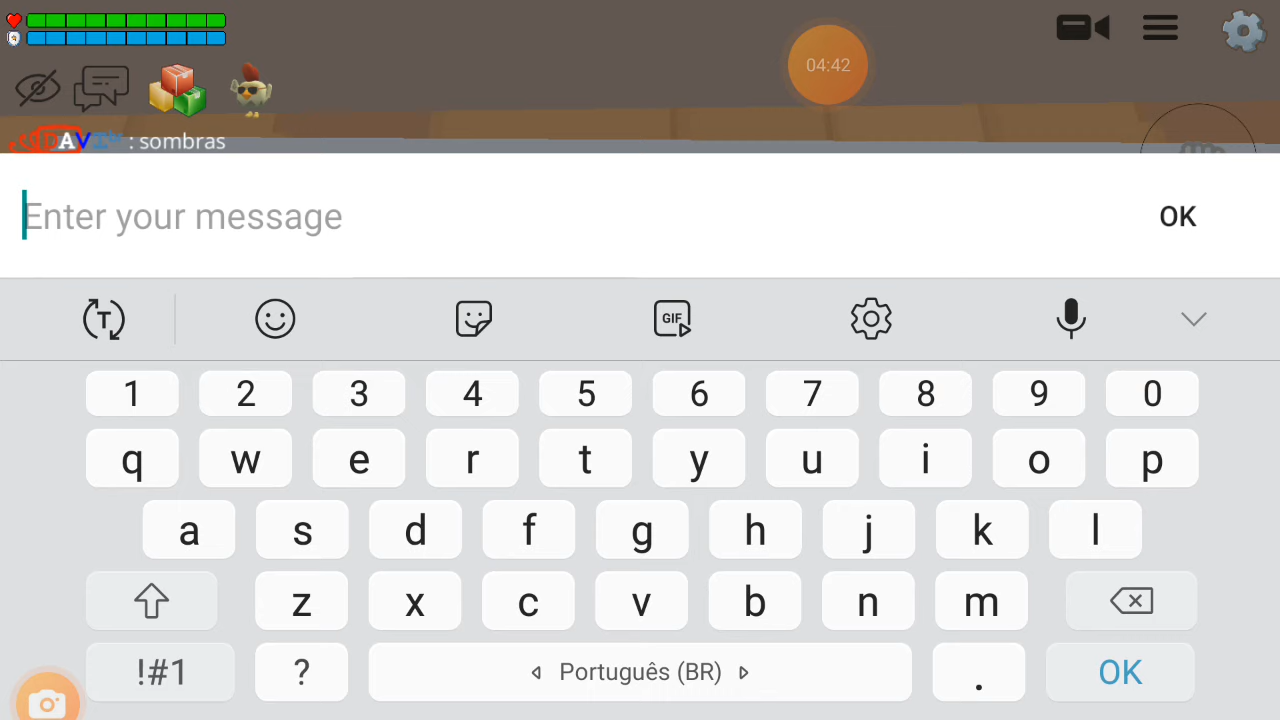 04:42
: sombras
Enter your message
OK
T GIF
1 2 3 4 5 6 7 8 9 0
q w e r t y u i o p
a s d f g h j k l
z x c v b n m
!#1 ? Português (BR) . OK